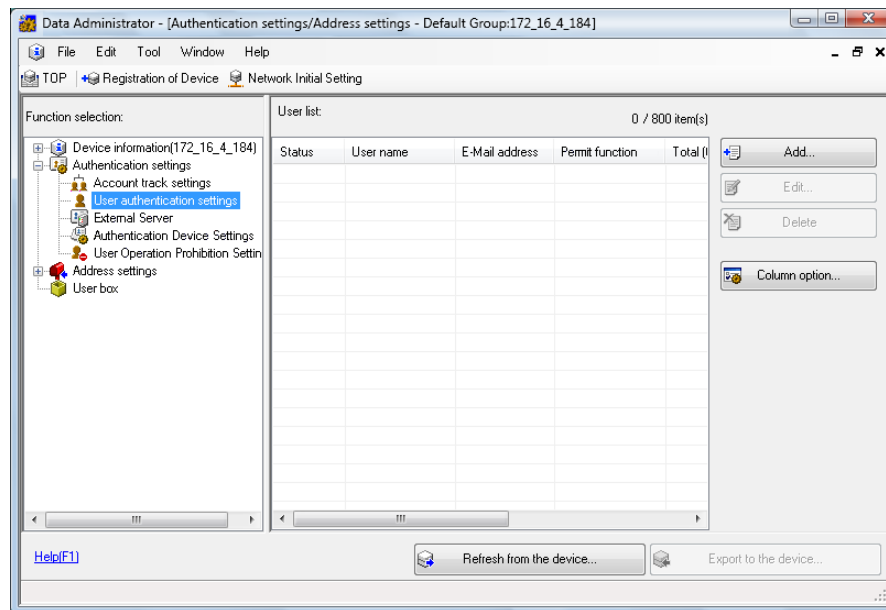 Data Administrator - [Authentication settings/Address settings - Default Group:172_16_4_184]
File Edit Tool Window Help
TOP Registration of Device Network Initial Setting
Function selection:
Device information(172_16_4_184)
Authentication settings
Account track settings
User authentication settings
External Server
Authentication Device Settings
User Operation Prohibition Settin
Address settings
User box
User list:
0 / 800 item(s)
Status User name E-Mail address Permit function Total (
Add...
Edit...
Delete
Column option...
Help(F1)
Refresh from the device...
Export to the device...